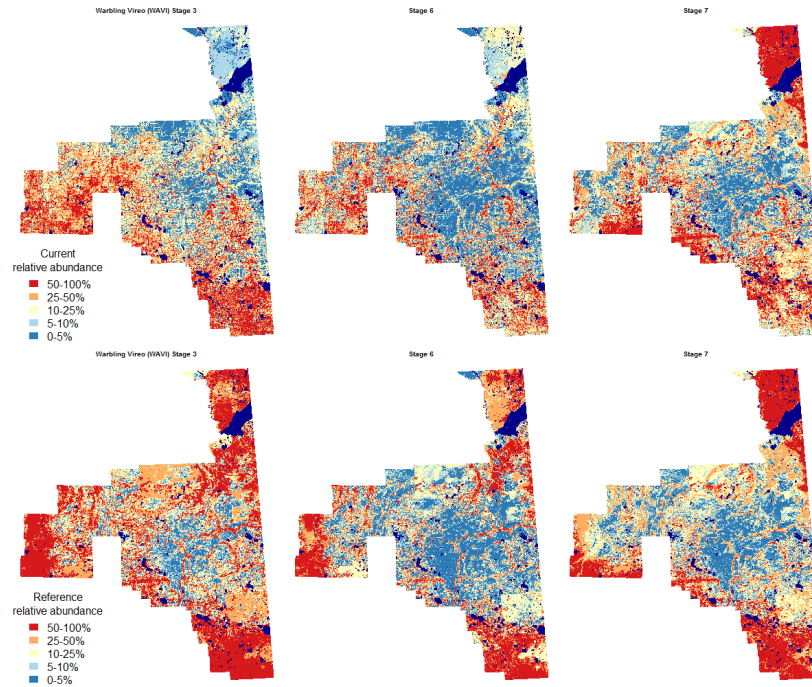 Warbling Vireo (WAVI) Stage 3
Stage 6
Stage 7
Current
relative abundance
50-100%
25-50%
10-25%
5-10%
0-5%
Warbling Vireo (WAVI) Stage 3
Stage 6
Stage 7
Reference
relative abundance
50-100%
25-50%
10-25%
5-10%
0-5%